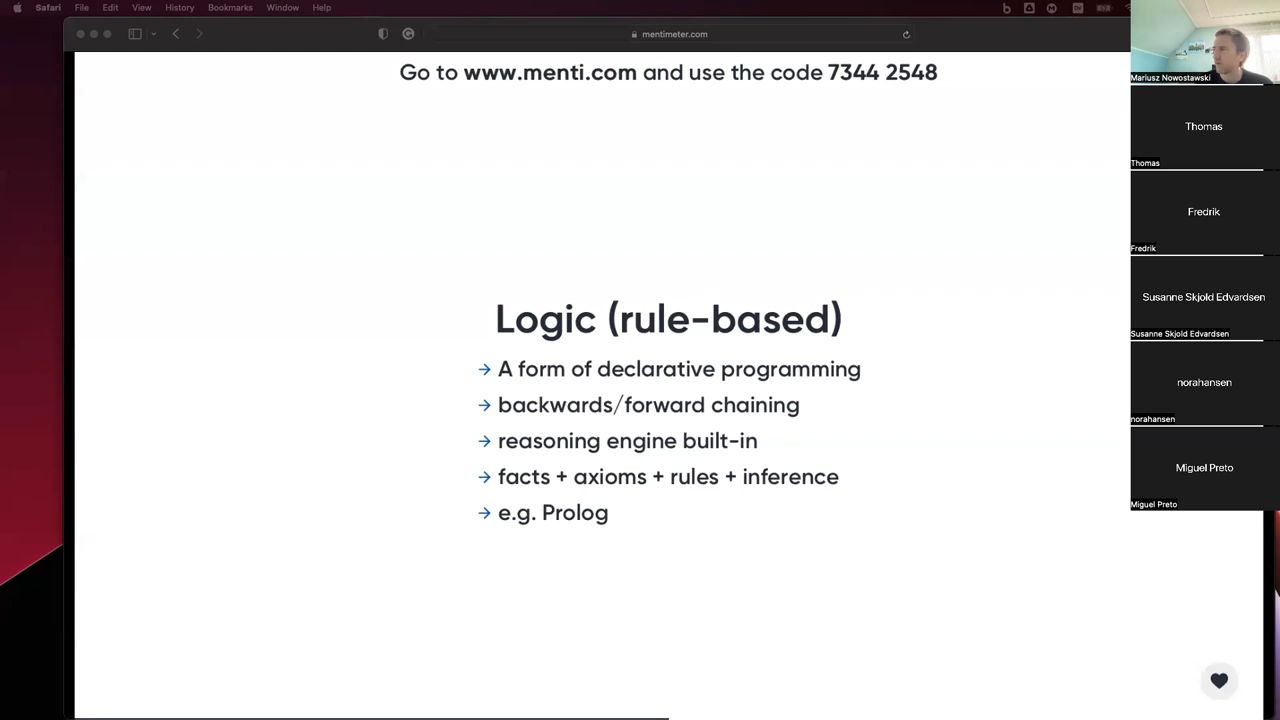 Safari File Edit View History Bookmarks Window Help
mentimeter.com
Go to www.menti.com and use the code 7344 2548
Logic (rule-based)
→ A form of declarative programming
→ backwards/forward chaining
→ reasoning engine built-in
→ facts + axioms + rules + inference
→ e.g. Prolog
Mariusz Nowostawski
Thomas
Thomas
Fredrik
Fredrik
Susanne Skjold Edvardsen
Susanne Skjold Edvardsen
norahansen
norahansen
Miguel Preto
Miguel Preto